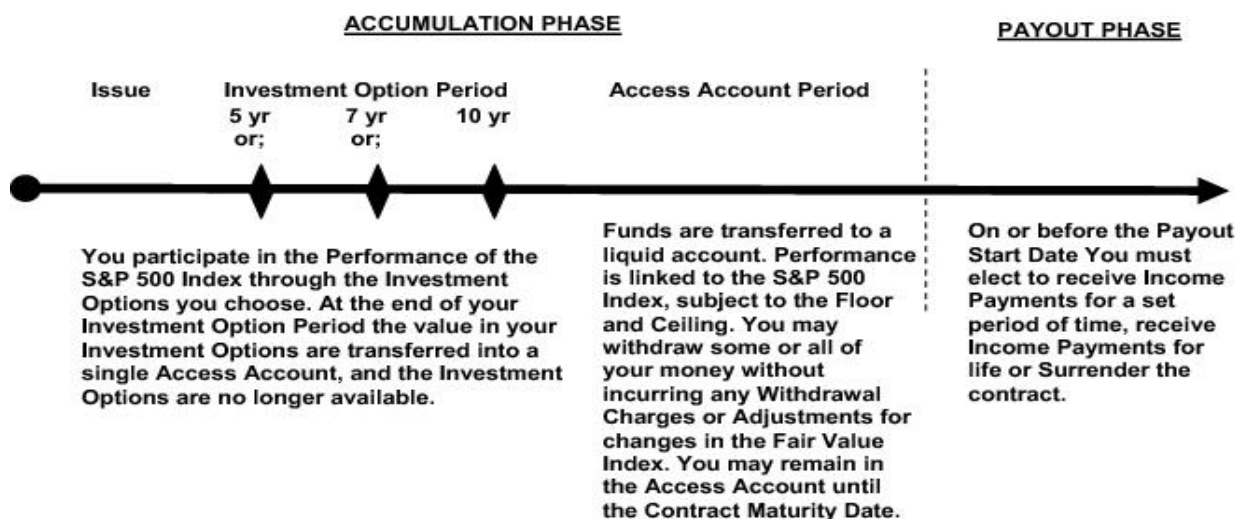 ACCUMULATION PHASE
PAYOUT PHASE
Issue
Investment Option Period
5 yr
or;
7 yr
or;
10 yr
Access Account Period
You participate in the Performance of the
S&P 500 Index through the Investment
Options you choose. At the end of your
Investment Option Period the value in your
Investment Options are transferred into a
single Access Account, and the Investment
Options are no longer available.
Funds are transferred to a
liquid account. Performance
is linked to the S&P 500
Index, subject to the Floor
and Ceiling. You may
withdraw some or all of
your money without
incurring any Withdrawal
Charges or Adjustments for
changes in the Fair Value
Index. You may remain in
the Access Account until
the Contract Maturity Date.
On or before the Payout
Start Date You must
elect to receive Income
Payments for a set
period of time, receive
Income Payments for
life or Surrender the
contract.